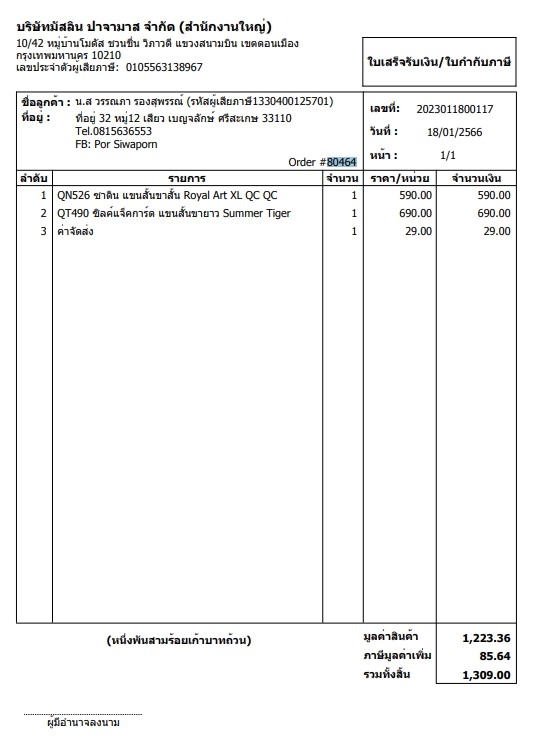 บริษัทมัสลิน ปาจามาส จำกัด (สำนักงานใหญ่)
10/42 หมู่บ้านโมดัส ชวนชื่น วิภาวดี แขวงสนามบิน เขตดอนเมือง
กรุงเทพมหานคร 10210
เลขประจำตัวผู้เสียภาษี: 0105563138967
ใบเสร็จรับเงิน/ใบกำกับภาษี
ชื่อลูกค้า : น.ส วรรณภา รองสุพรรณ์ (รหัสผู้เสียภาษี1330400125701)
ที่อยู่ : ที่อยู่ 32 หมู่12 เสียว เบญจลักษ์ ศรีสะเกษ 33110
Tel.0815636553
FB: Por Siwaporn
Order #80464
เลขที่: 2023011800117
วันที่ : 18/01/2566
หน้า : 1/1
ลำดับ รายการ จำนวน ราคา/หน่วย จำนวนเงิน
1 QN526 ซาติน แขนสั้นขาสั้น Royal Art XL QC QC 1 590.00 590.00
2 QT490 ซิลค์แจ็คการ์ด แขนสั้นขายาว Summer Tiger 1 690.00 690.00
3 ค่าจัดส่ง 1 29.00 29.00
(หนึ่งพันสามร้อยเก้าบาทถ้วน)
มูลค่าสินค้า 1,223.36
ภาษีมูลค่าเพิ่ม 85.64
รวมทั้งสิ้น 1,309.00
ผู้มีอำนาจลงนาม